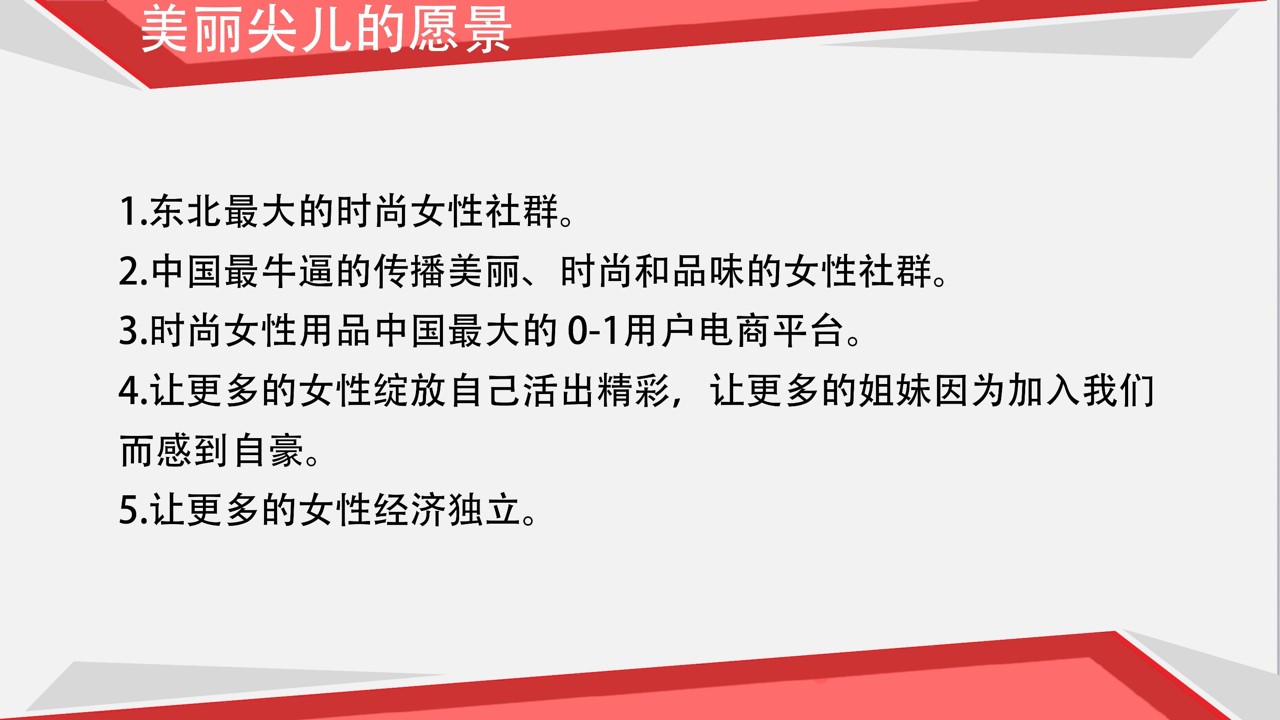 美丽尖儿的愿景
1.东北最大的时尚女性社群。
2.中国最牛逼的传播美丽、时尚和品味的女性社群。
3.时尚女性用品中国最大的0-1用户电商平台。
4.让更多的女性绽放自己活出精彩，让更多的姐妹因为加入我们
而感到自豪。
5.让更多的女性经济独立。